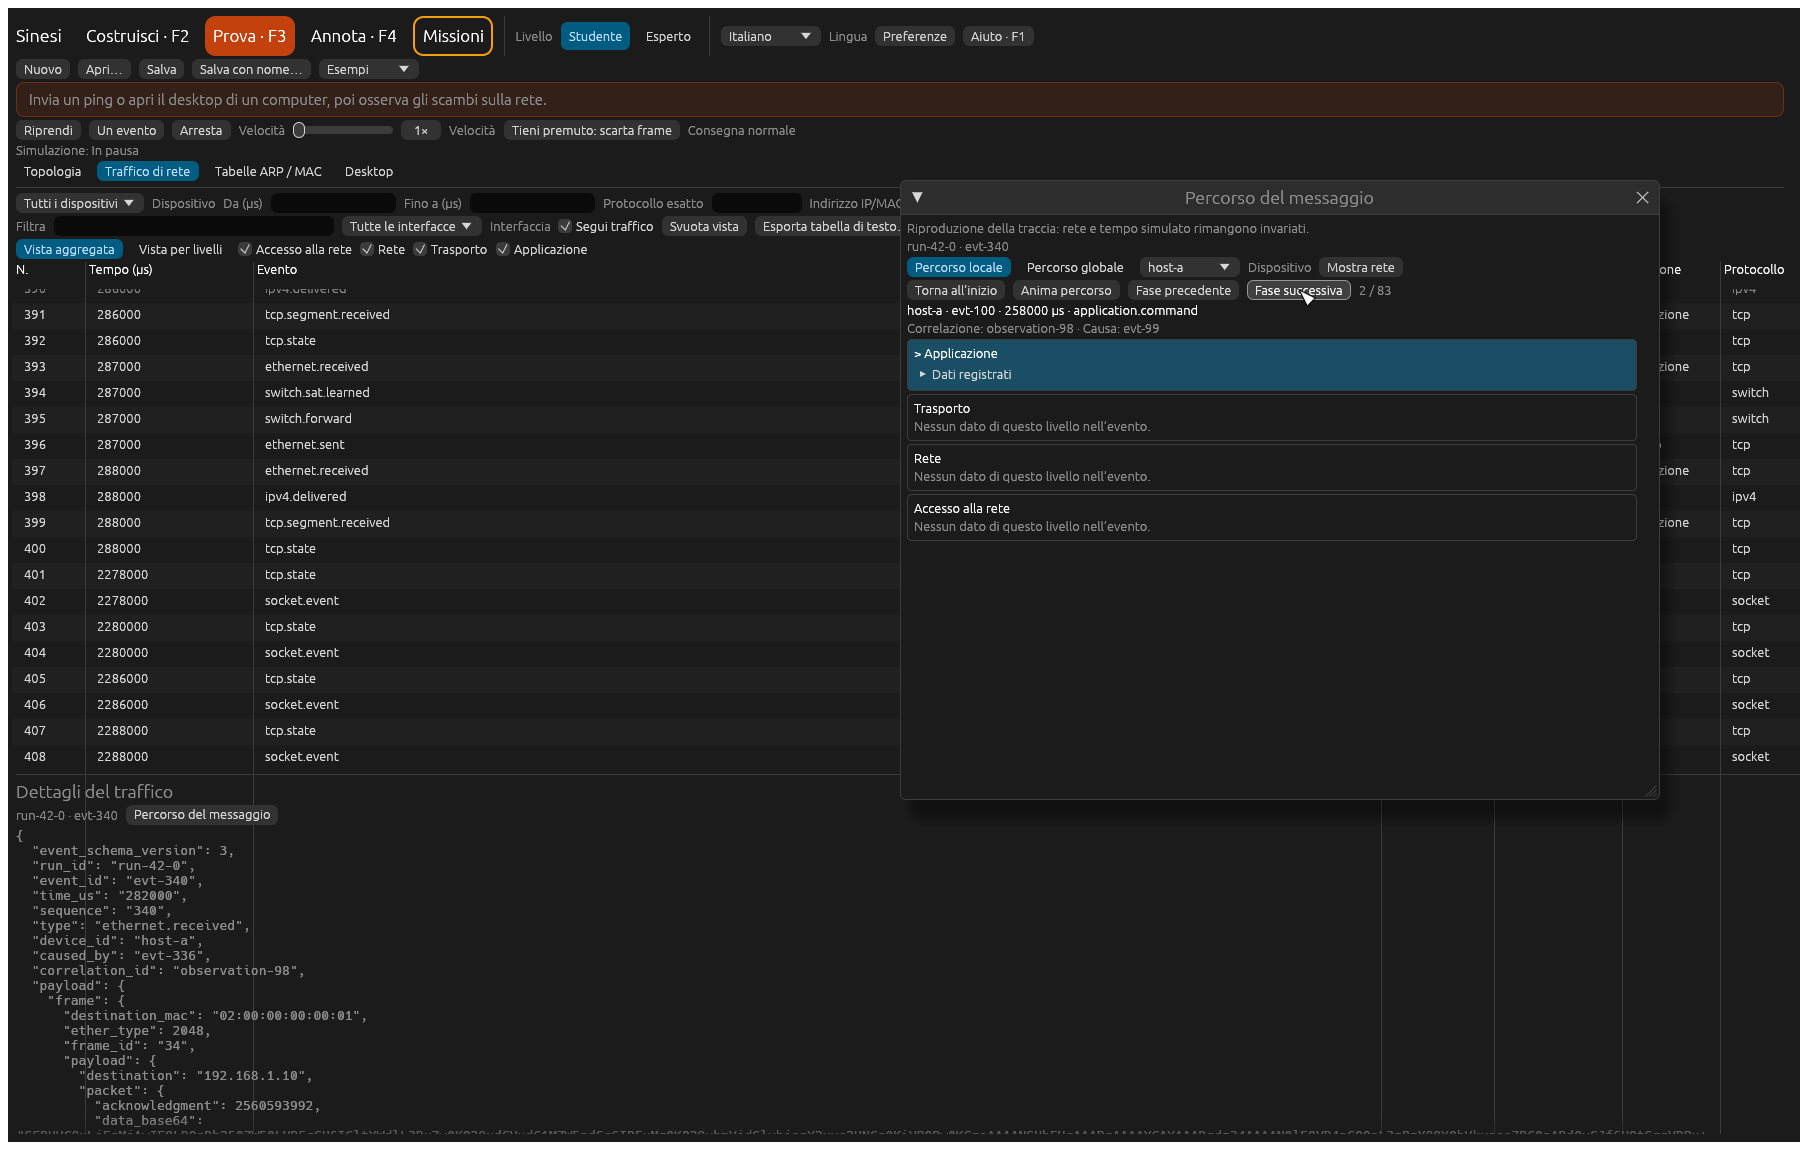 Sinesi Costruisci · F2 Prova · F3 Annota · F4 Missioni Livello Studente Esperto Italiano Lingua Preferenze Aiuto · F1
Nuovo Apri… Salva Salva con nome… Esempi
Invia un ping o apri il desktop di un computer, poi osserva gli scambi sulla rete.
Riprendi Un evento Arresta Velocità 1× Velocità Tieni premuto: scarta frame Consegna normale
Simulazione: In pausa
Topologia Traffico di rete Tabelle ARP / MAC Desktop
Tutti i dispositivi Dispositivo Da (µs) Fino a (µs) Protocollo esatto Indirizzo IP/MAC
Filtra Tutte le interfacce Interfaccia Segui traffico Svuota vista Esporta tabella di testo…
Vista aggregata Vista per livelli Accesso alla rete Rete Trasporto Applicazione
N. Tempo (µs) Evento one Protocollo
390 286000 ipv4.delivered ipv4
391 286000 tcp.segment.received zione tcp
392 286000 tcp.state tcp
393 287000 ethernet.received zione tcp
394 287000 switch.sat.learned switch
395 287000 switch.forward switch
396 287000 ethernet.sent tcp
397 288000 ethernet.received zione tcp
398 288000 ipv4.delivered ipv4
399 288000 tcp.segment.received zione tcp
400 288000 tcp.state tcp
401 2278000 tcp.state tcp
402 2278000 socket.event socket
403 2280000 tcp.state tcp
404 2280000 socket.event socket
405 2286000 tcp.state tcp
406 2286000 socket.event socket
407 2288000 tcp.state tcp
408 2288000 socket.event socket
Percorso del messaggio
Riproduzione della traccia: rete e tempo simulato rimangono invariati.
run-42-0 · evt-340
Percorso locale Percorso globale host-a Dispositivo Mostra rete
Torna all’inizio Anima percorso Fase precedente Fase successiva 2 / 83
host-a · evt-100 · 258000 µs · application.command
Correlazione: observation-98 · Causa: evt-99
> Applicazione
Dati registrati
Trasporto
Nessun dato di questo livello nell’evento.
Rete
Nessun dato di questo livello nell’evento.
Accesso alla rete
Nessun dato di questo livello nell’evento.
Dettagli del traffico
run-42-0 · evt-340 Percorso del messaggio
{
"event_schema_version": 3,
"run_id": "run-42-0",
"event_id": "evt-340",
"time_us": "282000",
"sequence": "340",
"type": "ethernet.received",
"device_id": "host-a",
"caused_by": "evt-336",
"correlation_id": "observation-98",
"payload": {
"frame": {
"destination_mac": "02:00:00:00:00:01",
"ether_type": 2048,
"frame_id": "34",
"payload": {
"destination": "192.168.1.10",
"packet": {
"acknowledgment": 2560593992,
"data_base64":